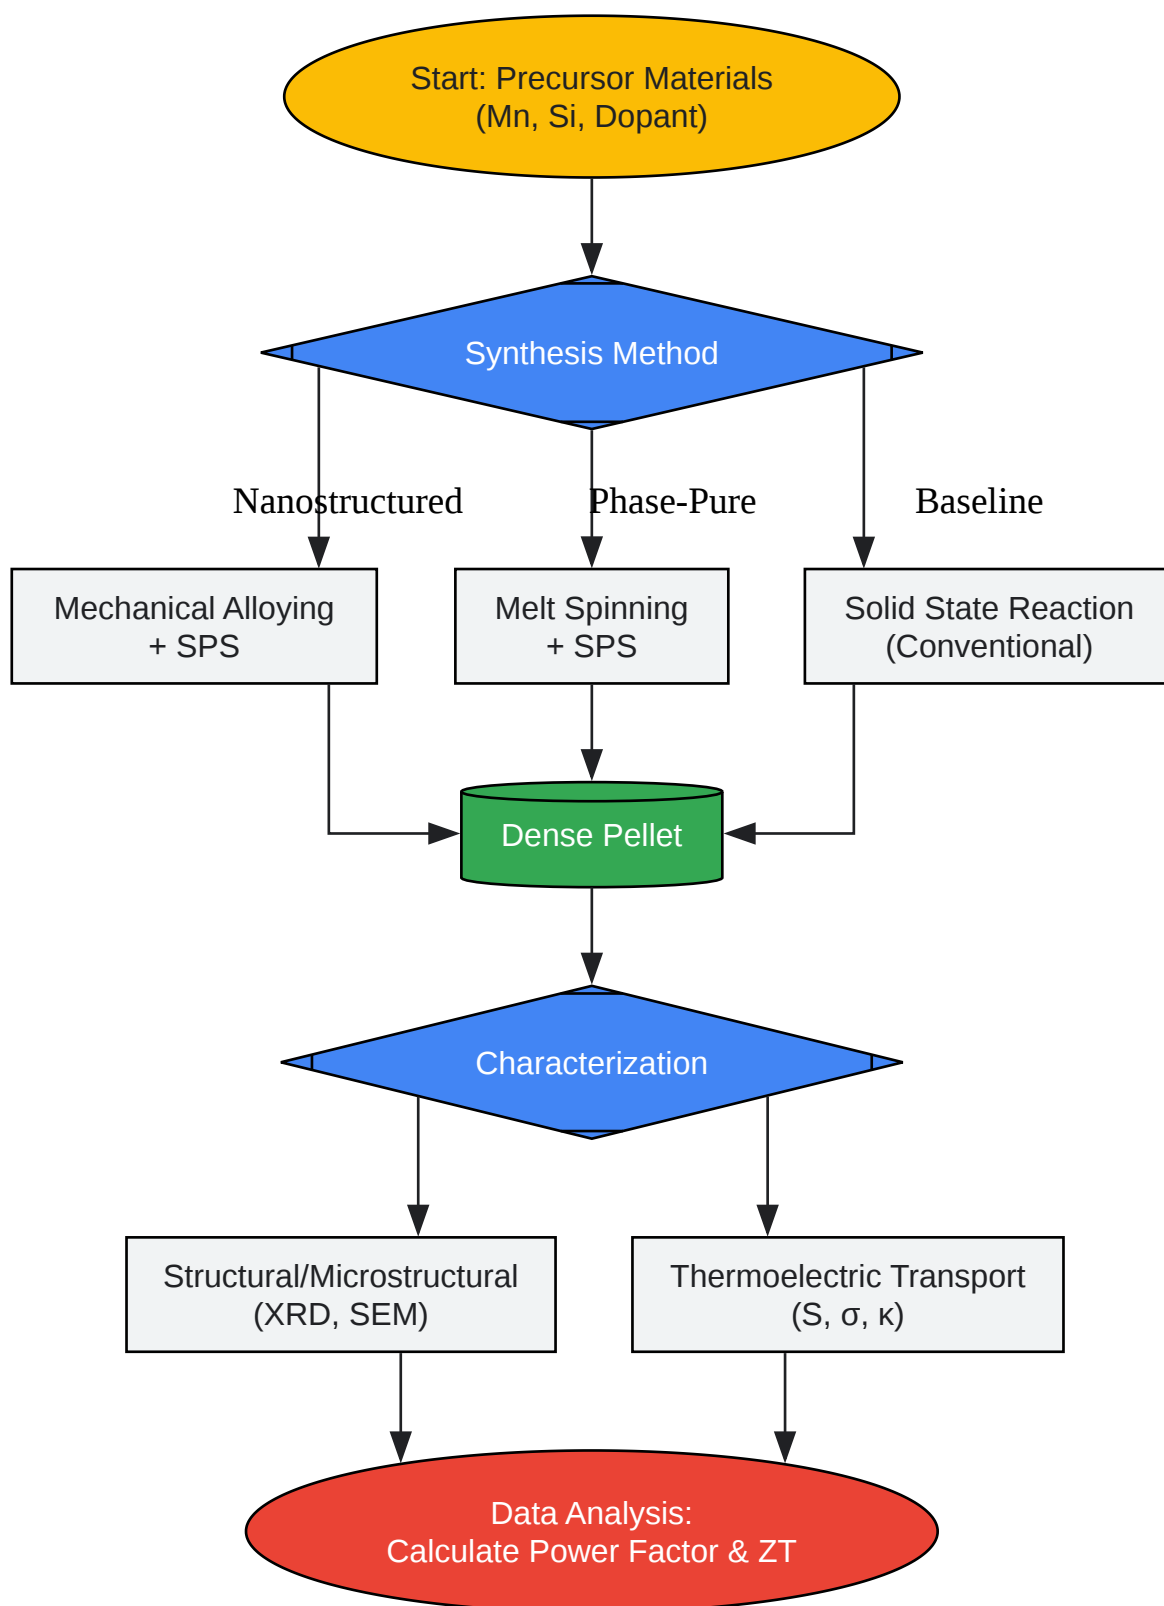 Start: Precursor Materials
(Mn, Si, Dopant)
Synthesis Method
Nanostructured
Phase-Pure
Baseline
Mechanical Alloying
+ SPS
Melt Spinning
+ SPS
Solid State Reaction
(Conventional)
Dense Pellet
Characterization
Structural/Microstructural
(XRD, SEM)
Thermoelectric Transport
(S, σ, κ)
Data Analysis:
Calculate Power Factor & ZT